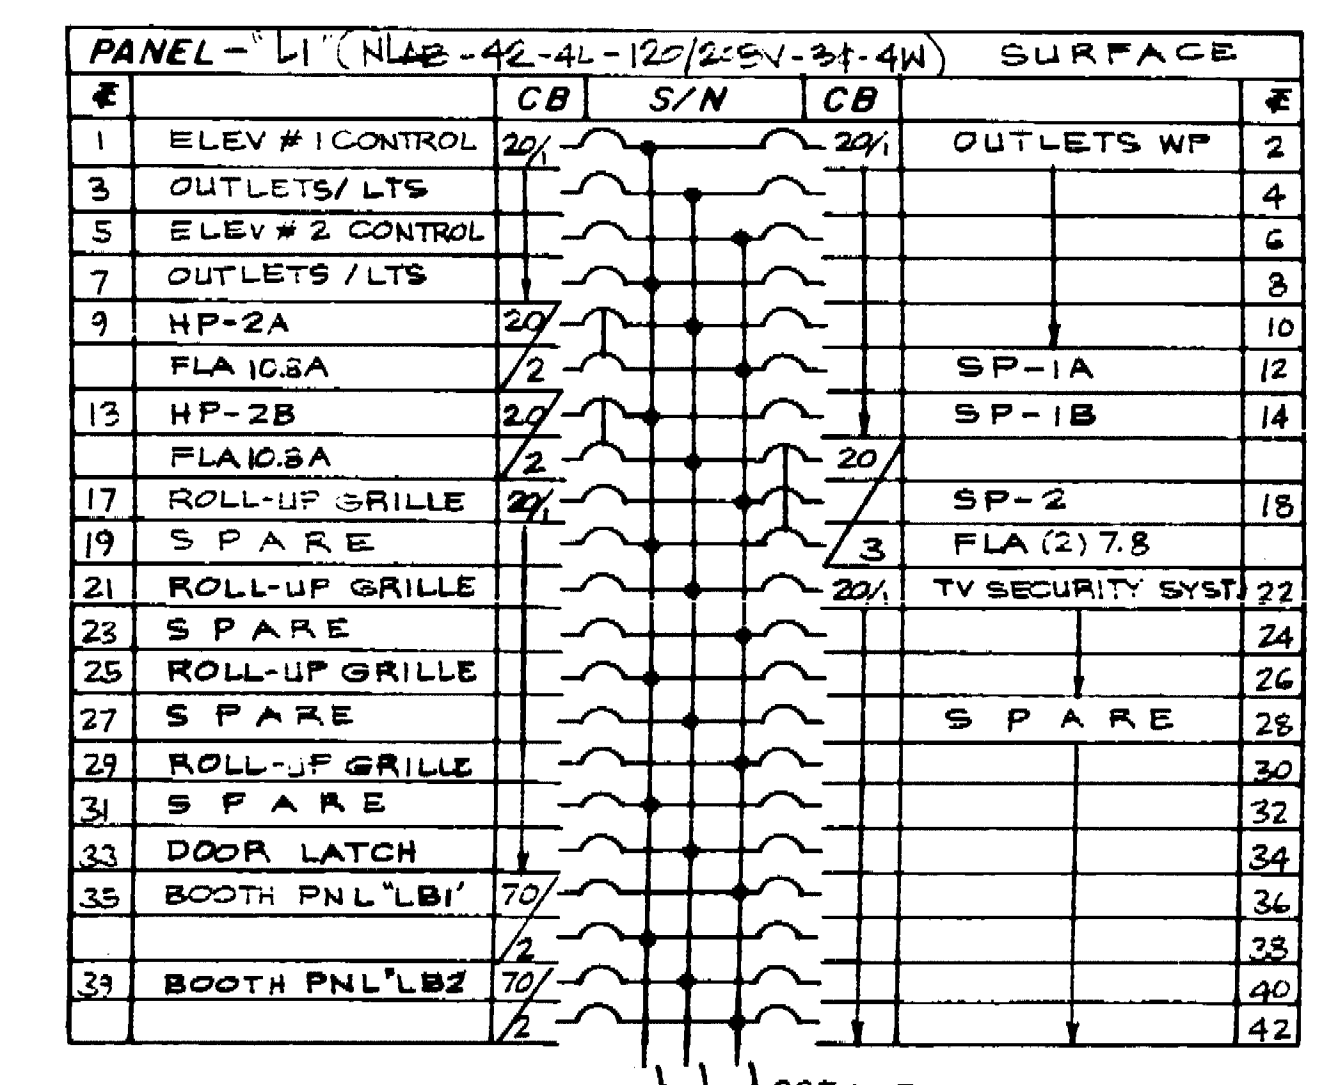 PANEL-"L1" (NLAB-42-4L-120/208V-3ɸ-4W) SURFACE
CB S/N CB
1 ELEV # 1 CONTROL 20/1 20/1 OUTLETS WP 2
3 OUTLETS/LTS 4
5 ELEV # 2 CONTROL 6
7 OUTLETS /LTS 8
9 HP-2A 20/ 10
FLA 10.8A 2 SP-1A 12
13 HP-2B 20/ SP-1B 14
FLA 10.8A 2 20
17 ROLL-UP GRILLE 20/1 SP-2 18
19 SPARE 3 FLA (2) 7.8
21 ROLL-UP GRILLE 20/1 TV SECURITY SYST. 22
23 SPARE 24
25 ROLL-UP GRILLE 26
27 SPARE SPARE 28
29 ROLL-UP GRILLE 30
31 SPARE 32
33 DOOR LATCH 34
35 BOOTH PNL "LB1' 70/ 36
2 38
39 BOOTH PNL "LB2' 70/ 40
2 42